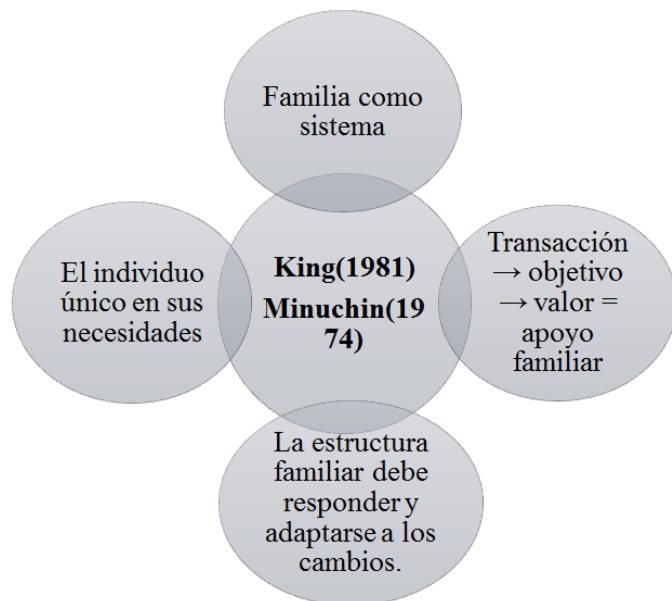 Familia como
sistema
El individuo
único en sus
necesidades
King(1981)
Minuchin(19
74)
Transacción
→ objetivo
→ valor =
apoyo
familiar
La estructura
familiar debe
responder y
adaptarse a los
cambios.